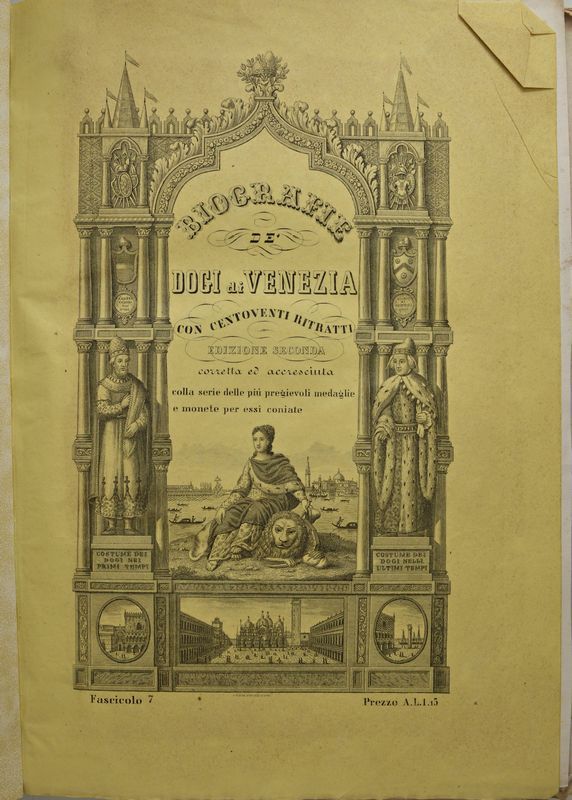 BIOGRAFIE
DE'
DOGI di VENEZIA
CON CENTOVENTI RITRATTI
EDIZIONE SECONDA
corretta ed accresciuta
colla serie delle più pregievoli medaglie
e monete per essi coniate
COSTUME DEI
DOGI NEI
PRIMI TEMPI
COSTUME DEI
DOGI NELLI
ULTIMI TEMPI
Fascicolo 7
Prezzo A.L.1.15